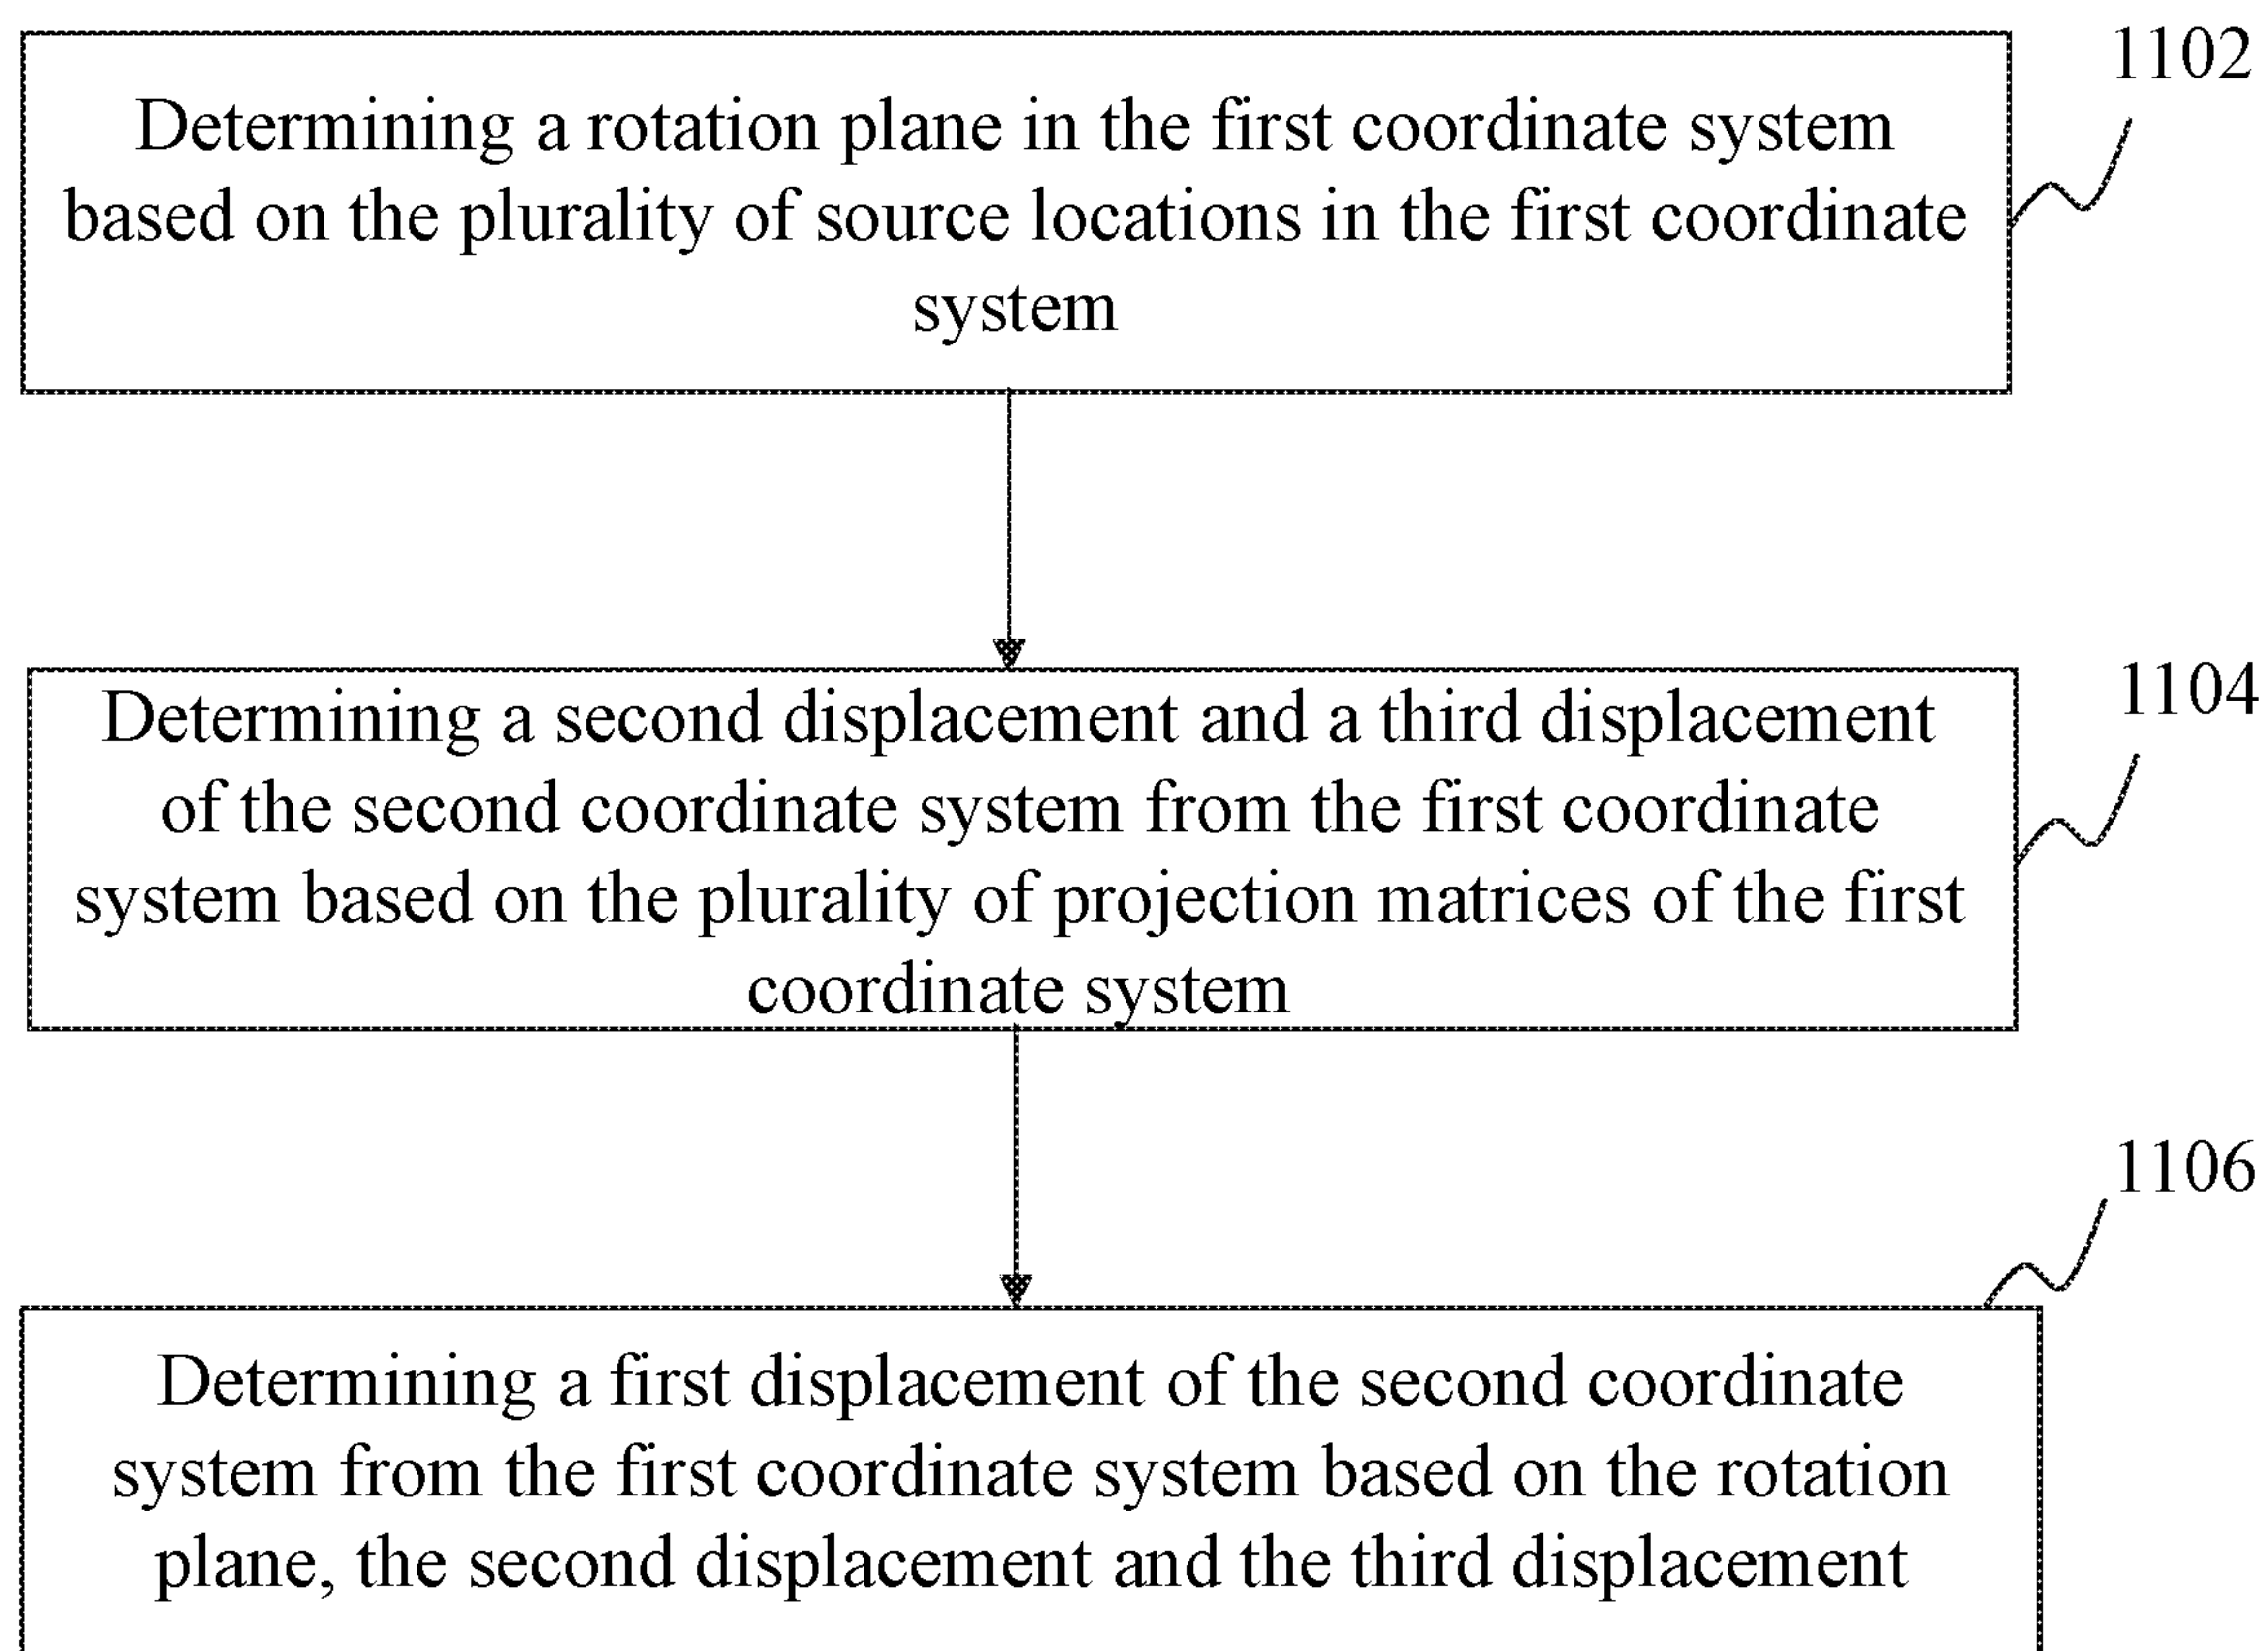 1102
Determining a rotation plane in the first coordinate system
based on the plurality of source locations in the first coordinate
system
1104
Determining a second displacement and a third displacement
of the second coordinate system from the first coordinate
system based on the plurality of projection matrices of the first
coordinate system
1106
Determining a first displacement of the second coordinate
system from the first coordinate system based on the rotation
plane, the second displacement and the third displacement